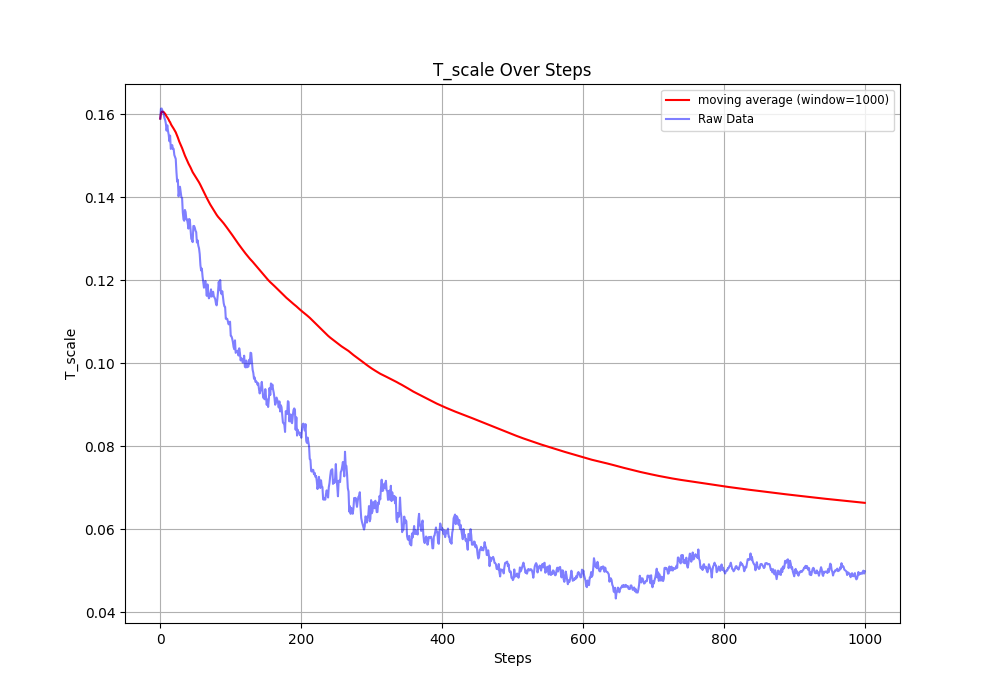 T_scale Over Steps
moving average (window=1000)
Raw Data
T_scale
0.16
0.14
0.12
0.10
0.08
0.06
0.04
0
200
400
600
800
1000
Steps